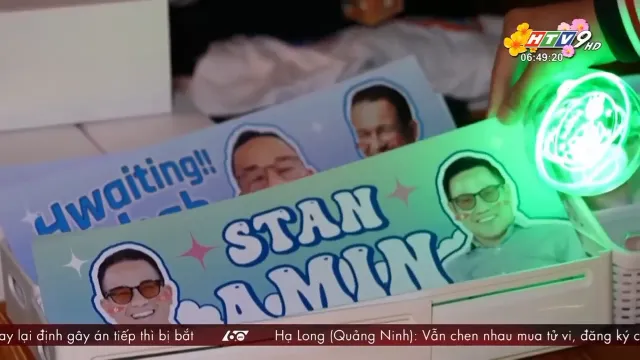 HTV9 HD
06:49:20
Hwaiting!!
STAN
AMIN
ay lại định gây án tiếp thì bị bắt
60 Hạ Long (Quảng Ninh): Vẫn chen nhau mua tử vi, đăng ký c